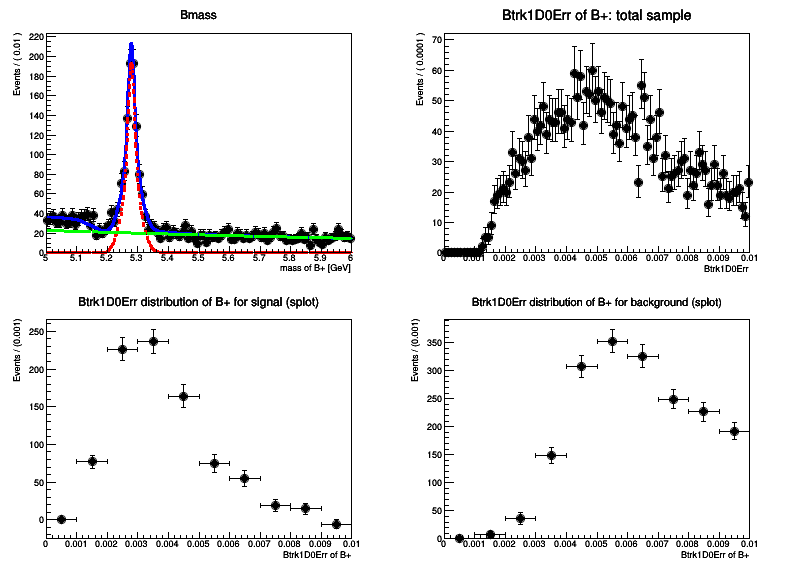 Bmass
Events / ( 0.01 )
220
200
180
160
140
120
100
80
60
40
20
0
5 5.1 5.2 5.3 5.4 5.5 5.6 5.7 5.8 5.9 6
mass of B+ [GeV]
Btrk1D0Err of B+: total sample
Events / ( 0.0001 )
70
60
50
40
30
20
10
0
0 0.001 0.002 0.003 0.004 0.005 0.006 0.007 0.008 0.009 0.01
Btrk1D0Err
Btrk1D0Err distribution of B+ for signal (splot)
Events / (0.001)
250
200
150
100
50
0
0 0.001 0.002 0.003 0.004 0.005 0.006 0.007 0.008 0.009 0.01
Btrk1D0Err of B+
Btrk1D0Err distribution of B+ for background (splot)
Events / (0.001)
350
300
250
200
150
100
50
0
0 0.001 0.002 0.003 0.004 0.005 0.006 0.007 0.008 0.009 0.01
Btrk1D0Err of B+